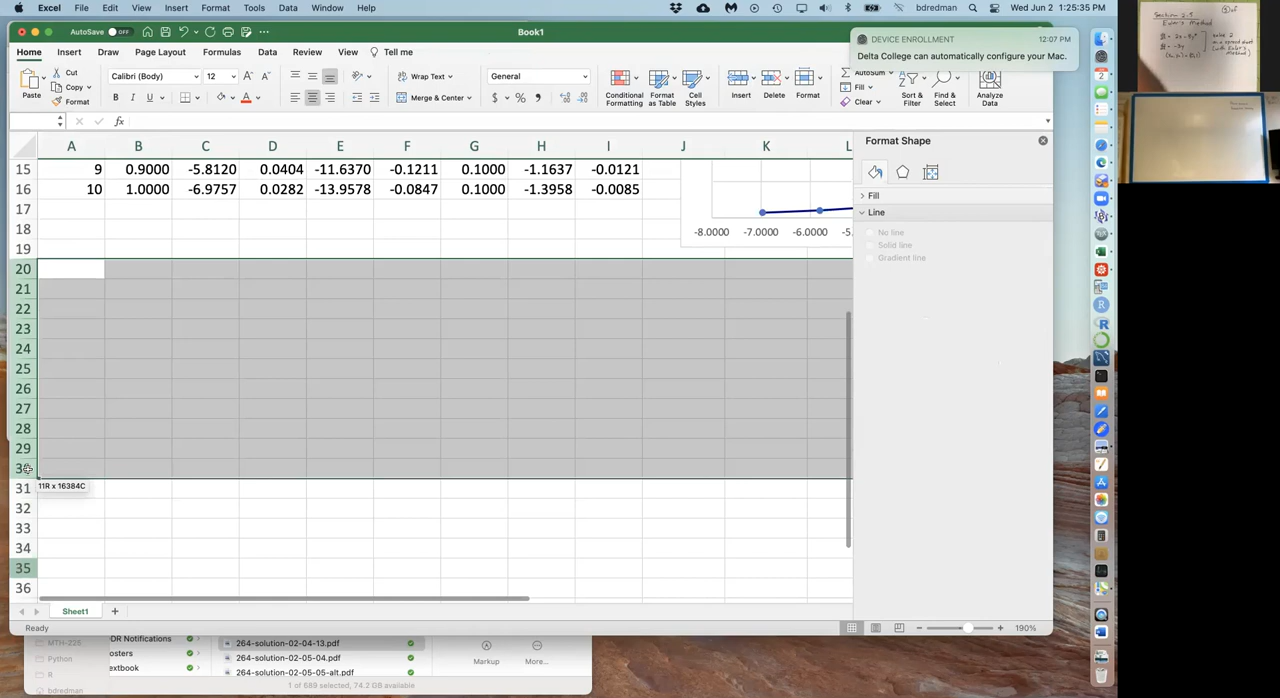 Excel File Edit View Insert Format Tools Data Window Help bdredman Wed Jun 2 1:25:35 PM
AutoSave OFF Book1
Home Insert Draw Page Layout Formulas Data Review View Tell me
DEVICE ENROLLMENT 12:07 PM
Delta College can automatically configure your Mac.
Paste Cut Copy Format
Calibri (Body) 12
B I U
Wrap Text
Merge & Center
General
$ % 
Conditional Formatting
Format as Table
Cell Styles
Insert Delete Format
AutoSum
Fill
Clear
Sort & Filter
Find & Select
Analyze Data
fx
Format Shape
A B C D E F G H I J K L
15 9 0.9000 -5.8120 0.0404 -11.6370 -0.1211 0.1000 -1.1637 -0.0121
16 10 1.0000 -6.9757 0.0282 -13.9578 -0.0847 0.1000 -1.3958 -0.0085
17
18
19
20
21
22
23
24
25
26
27
28
29
31
32
33
34
35
36
-8.0000 -7.0000 -6.0000
11R x 16384C
Fill
Line
No line
Solid line
Gradient line
Sheet1
Ready
190%
MTH-225
Python
R
bdredman
OR Notifications
osters
extbook
264-solution-02-04-13.pdf
264-solution-02-05-04.pdf
264-solution-02-05-05-alt.pdf
Markup
More...
1 of 689 selected, 74.2 GB available
Section 2.5
Euler's Method